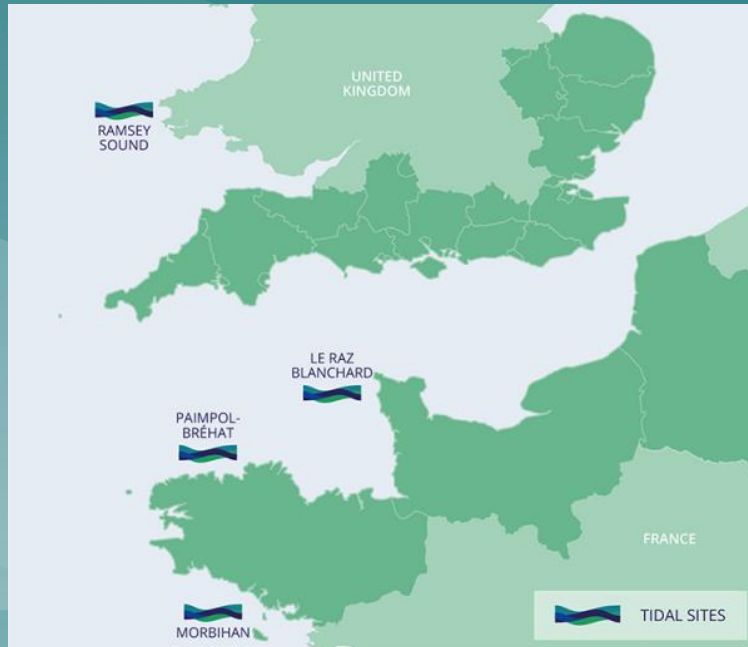 UNITED
KINGDOM
RAMSEY
SOUND
LE RAZ
BLANCHARD
PAIMPOL-
BRÉHAT
FRANCE
MORBIHAN
TIDAL SITES